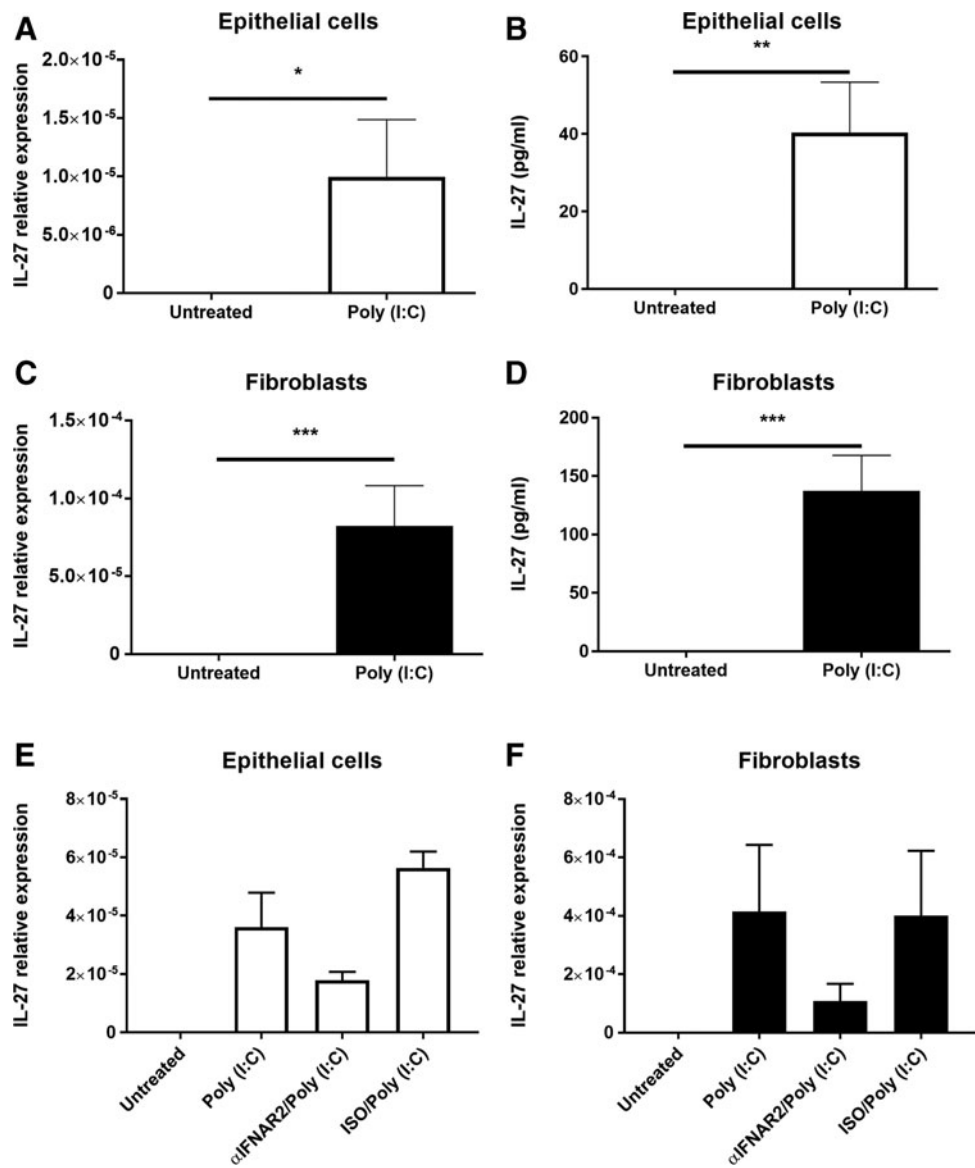 A
Epithelial cells
IL-27 relative expression
2.0×10⁻⁵
1.5×10⁻⁵
1.0×10⁻⁵
5.0×10⁻⁶
0
*
Untreated
Poly (I:C)
B
Epithelial cells
IL-27 (pg/ml)
60
40
20
0
**
Untreated
Poly (I:C)
C
Fibroblasts
IL-27 relative expression
1.5×10⁻⁴
1.0×10⁻⁴
5.0×10⁻⁵
0
***
Untreated
Poly (I:C)
D
Fibroblasts
IL-27 (pg/ml)
200
150
100
50
0
***
Untreated
Poly (I:C)
E
Epithelial cells
IL-27 relative expression
8×10⁻⁵
6×10⁻⁵
4×10⁻⁵
2×10⁻⁵
0
Untreated
Poly (I:C)
αIFNAR2/Poly (I:C)
ISO/Poly (I:C)
F
Fibroblasts
IL-27 relative expression
8×10⁻⁴
6×10⁻⁴
4×10⁻⁴
2×10⁻⁴
0
Untreated
Poly (I:C)
αIFNAR2/Poly (I:C)
ISO/Poly (I:C)